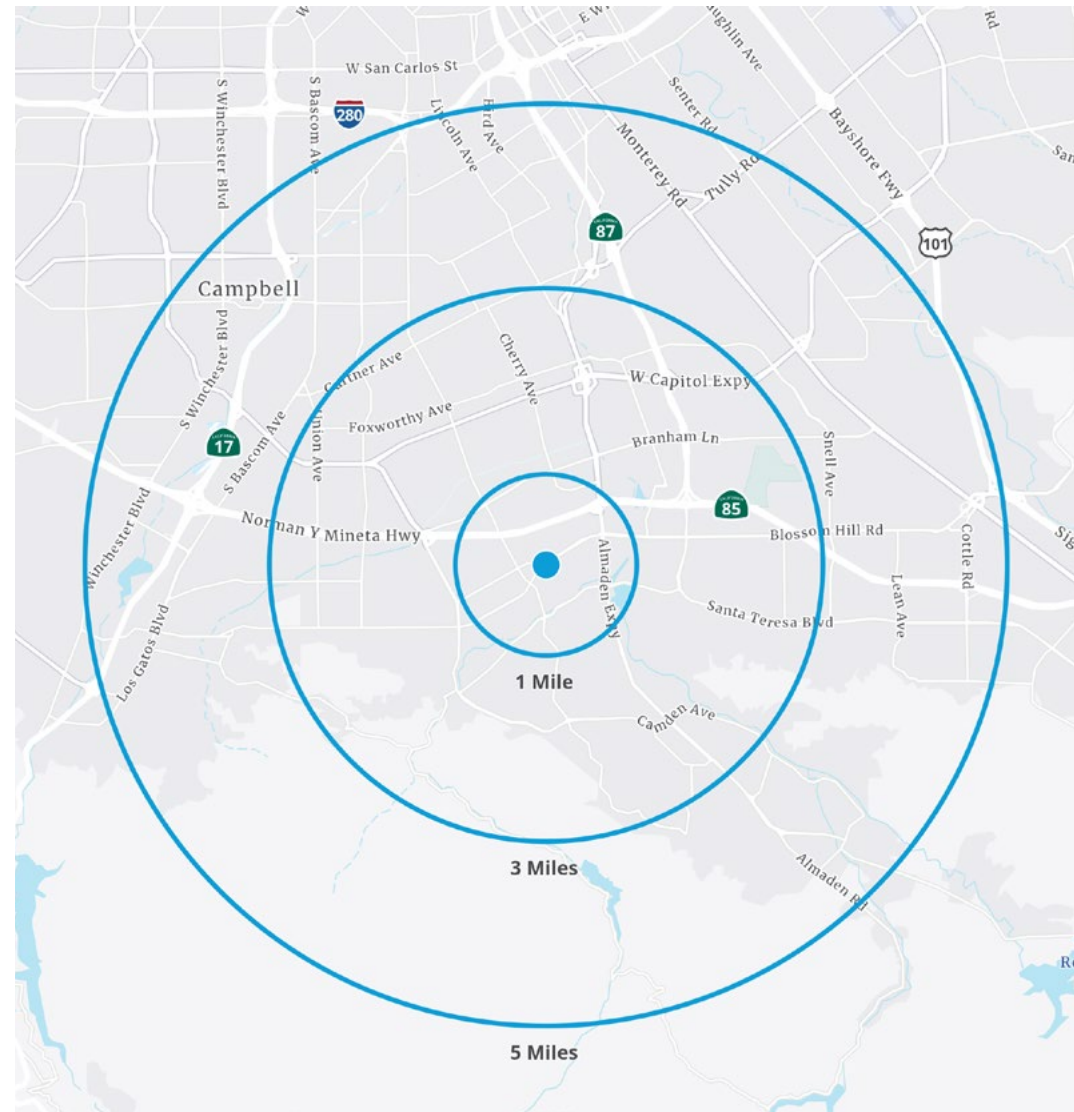 W San Carlos St
S Winchester Blvd
S Bascom Ave
280
Lincoln Ave
Bird Ave
Senter Rd
Monterey Rd
Tully Rd
Bayshore Fwy
Rd
E W
W
San
87
101
Campbell
S Winchester Blvd
Cherry Ave
W Capitol Expy
Foxworthy Ave
Branham Ln
Union Ave
Snell Ave
17
S Bascom Ave
85
Winchester Blvd
Norman Y Mineta Hwy
Blossom Hill Rd
Cottle Rd
Sig
Almaden Expy
Lean Ave
Santa Teresa Blvd
Los Gatos Blvd
1 Mile
Camden Ave
3 Miles
Almaden Rd
5 Miles